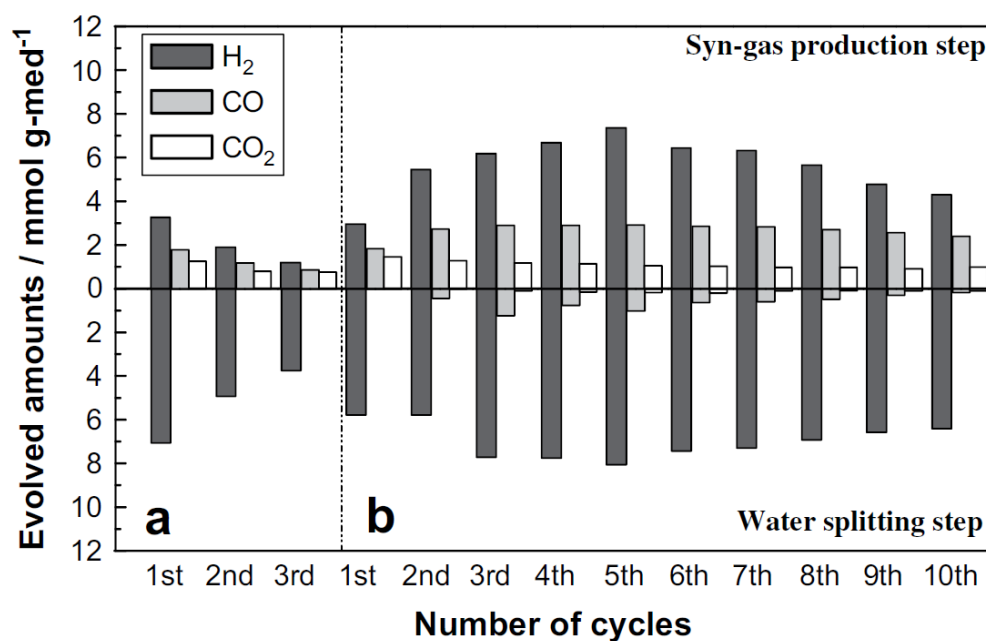 Evolved amounts / mmol g-med⁻¹
12
10
8
6
4
2
0
2
4
6
8
10
12
H₂
CO
CO₂
Syn-gas production step
a
b
Water splitting step
1st 2nd 3rd 1st 2nd 3rd 4th 5th 6th 7th 8th 9th 10th
Number of cycles